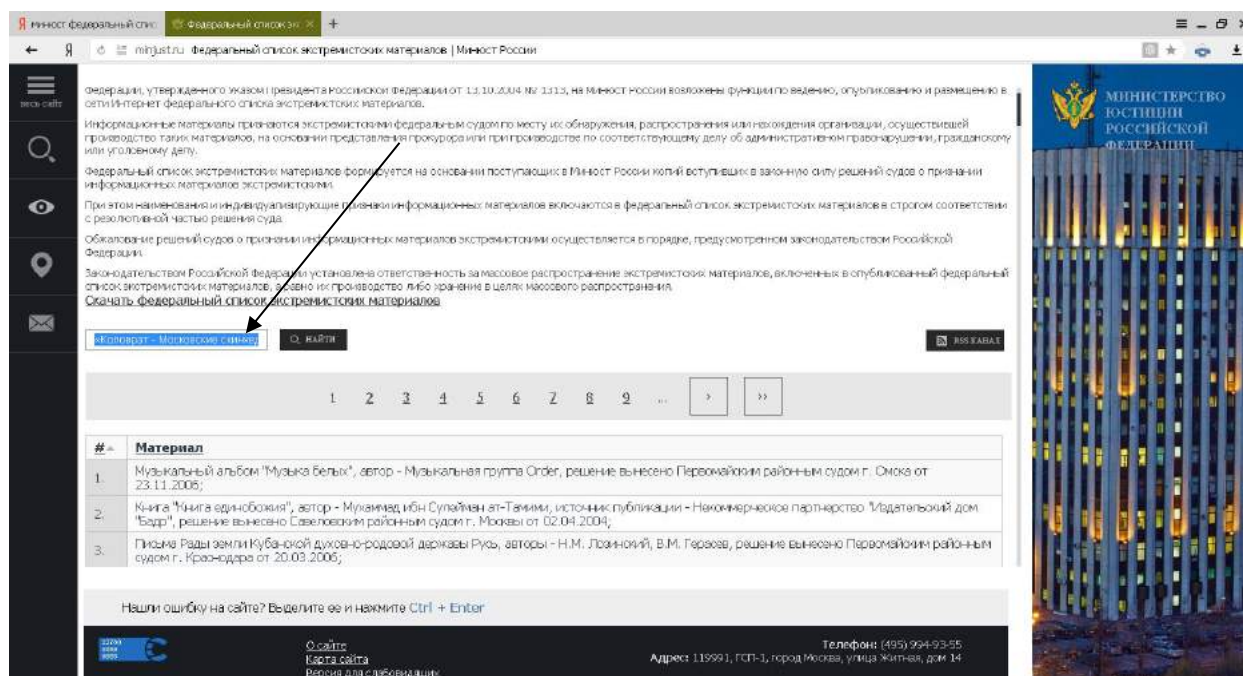 Я минюст федеральный спис
Федеральный список экс × +
← Я minjust.ru Федеральный список экстремистских материалов | Минюст России
весь сайт
Федерации, утвержденного Указом Президента Российской Федерации от 13.10.2004 № 1313, на Минюст России возложены функции по ведению, опубликованию и размещению в
сети Интернет федерального списка экстремистских материалов.
Информационные материалы признаются экстремистскими федеральным судом по месту их обнаружения, распространения или нахождения организации, осуществившей
производство таких материалов, на основании представления прокурора или при производстве по соответствующему делу об административном правонарушении, гражданскому
или уголовному делу.
Федеральный список экстремистских материалов формируется на основании поступающих в Минюст России копий вступивших в законную силу решений судов о признании
информационных материалов экстремистскими.
При этом наименования и индивидуализирующие признаки информационных материалов включаются в федеральный список экстремистских материалов в строгом соответствии
с резолютивной частью решения суда.
Обжалование решений судов о признании информационных материалов экстремистскими осуществляется в порядке, предусмотренном законодательством Российской
Федерации.
Законодательством Российской Федерации установлена ответственность за массовое распространение экстремистских материалов, включенных в опубликованный федеральный
список экстремистских материалов, а равно их производство либо хранение в целях массового распространения.
Скачать федеральный список экстремистских материалов
«Коловрат - Московские скинхед НАЙТИ RSS КАНАЛ
1 2 3 4 5 6 7 8 9 ... > >>
# Материал
1. Музыкальный альбом "Музыка белых", автор - Музыкальная группа Order, решение вынесено Первомайским районным судом г. Омска от
23.11.2006;
2. Книга "Книга единобожия", автор - Мухаммад ибн Сулейман ат-Тамими, источник публикации - Некоммерческое партнерство "Издательский дом
"Бадр", решение вынесено Савеловским районным судом г. Москвы от 02.04.2004;
3. Письма Рады земли Кубанской духовно-родовой державы Русь, авторы - Н.М. Лозинский, В.М. Герасев, решение вынесено Первомайским районным
судом г. Краснодара от 20.03.2006;
Нашли ошибку на сайте? Выделите ее и нажмите Ctrl + Enter
О сайте
Карта сайта
Версия для слабовидящих
Телефон: (495) 994-93-55
Адрес: 119991, ГСП-1, город Москва, улица Житная, дом 14
МИНИСТЕРСТВО
ЮСТИЦИИ
РОССИЙСКОЙ
ФЕДЕРАЦИИ